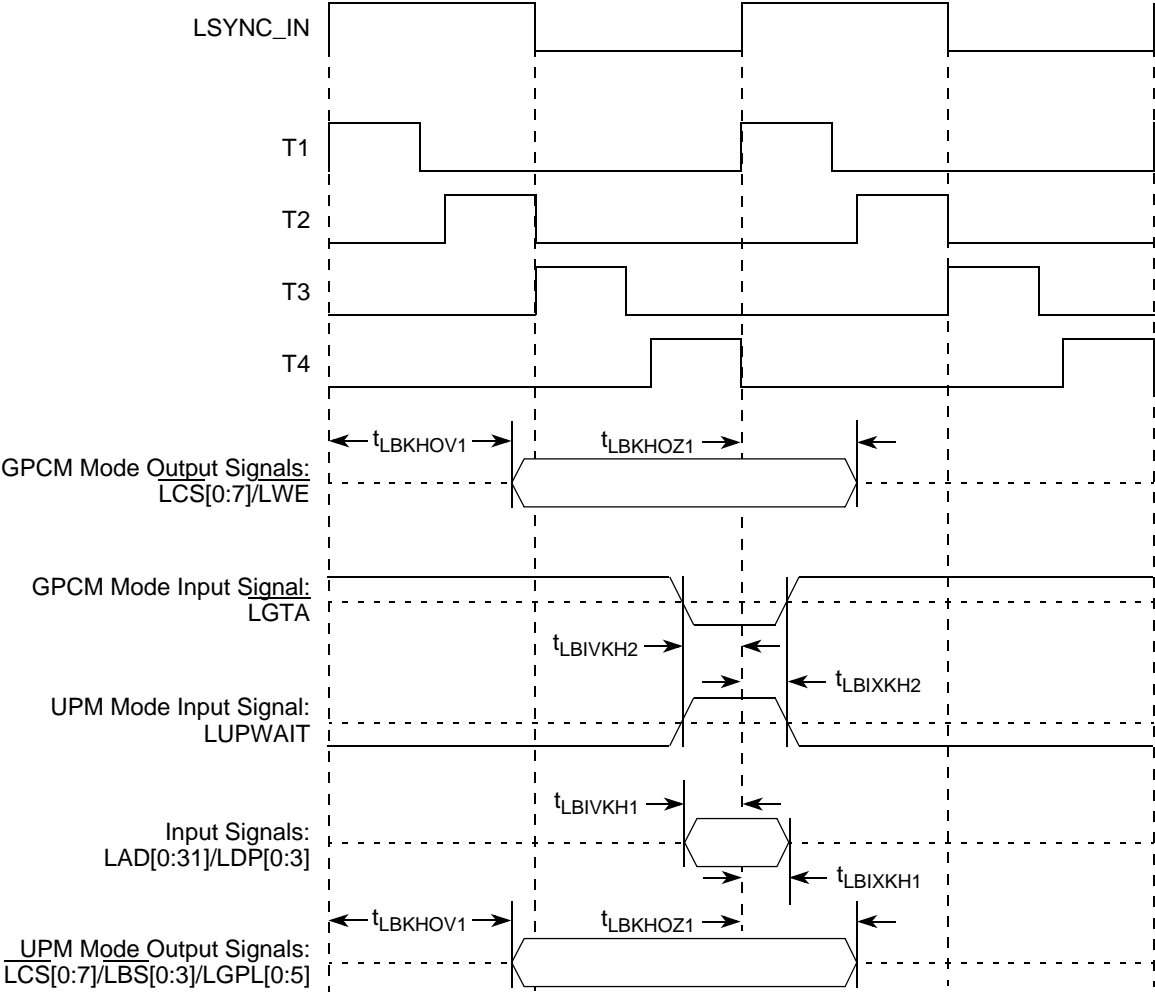 LSYNC_IN
T1
T2
T3
T4
tLBKHOV1
tLBKHOZ1
GPCM Mode Output Signals:
LCS[0:7]/LWE
GPCM Mode Input Signal:
LGTA
tLBIVKH2
tLBIXKH2
UPM Mode Input Signal:
LUPWAIT
tLBIVKH1
Input Signals:
LAD[0:31]/LDP[0:3]
tLBIXKH1
tLBKHOV1
tLBKHOZ1
UPM Mode Output Signals:
LCS[0:7]/LBS[0:3]/LGPL[0:5]